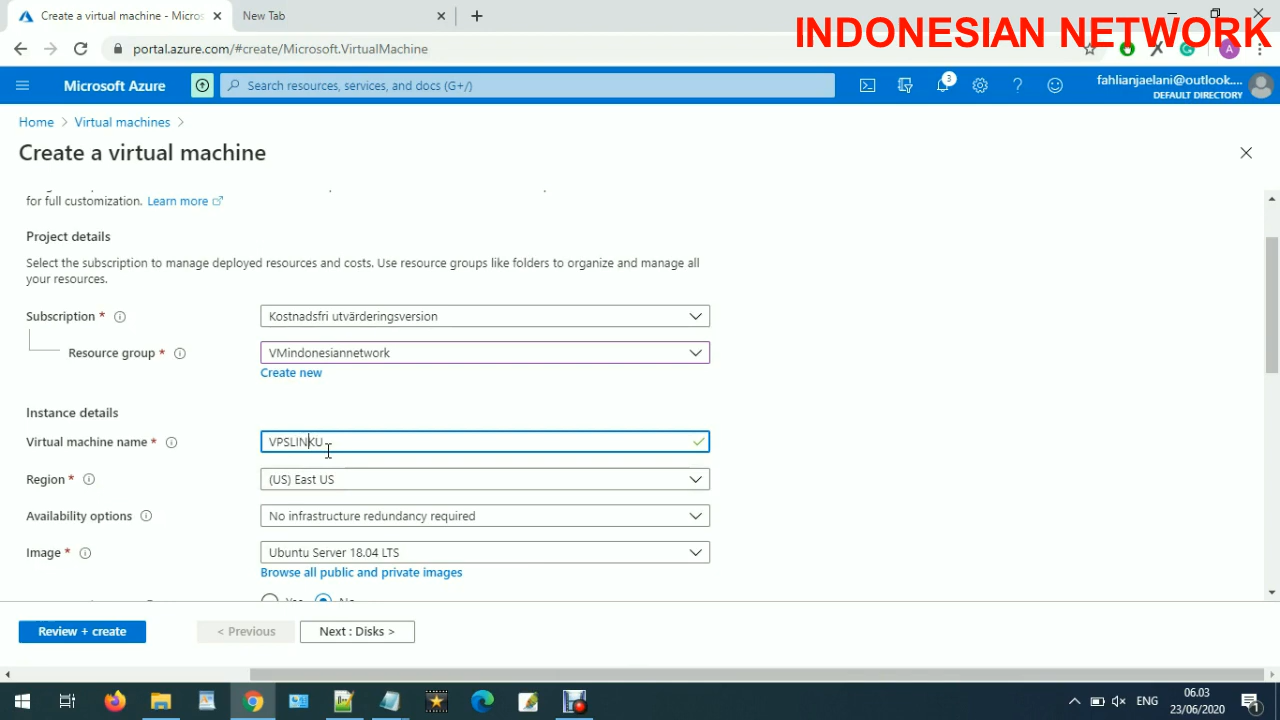 Create a virtual machine - Micros
New Tab
INDONESIAN NETWORK
portal.azure.com/#create/Microsoft.VirtualMachine
Microsoft Azure
Search resources, services, and docs (G+/)
3
fahlianjaelani@outlook....
DEFAULT DIRECTORY
Home > Virtual machines >
Create a virtual machine
for full customization. Learn more
Project details
Select the subscription to manage deployed resources and costs. Use resource groups like folders to organize and manage all
your resources.
Subscription *
Kostnadsfri utvärderingsversion
Resource group *
VMindonesiannetwork
Create new
Instance details
Virtual machine name *
VPSLINKU
Region *
(US) East US
Availability options
No infrastructure redundancy required
Image *
Ubuntu Server 18.04 LTS
Browse all public and private images
Yes No
Review + create
< Previous
Next : Disks >
ENG
06.03
23/06/2020
1